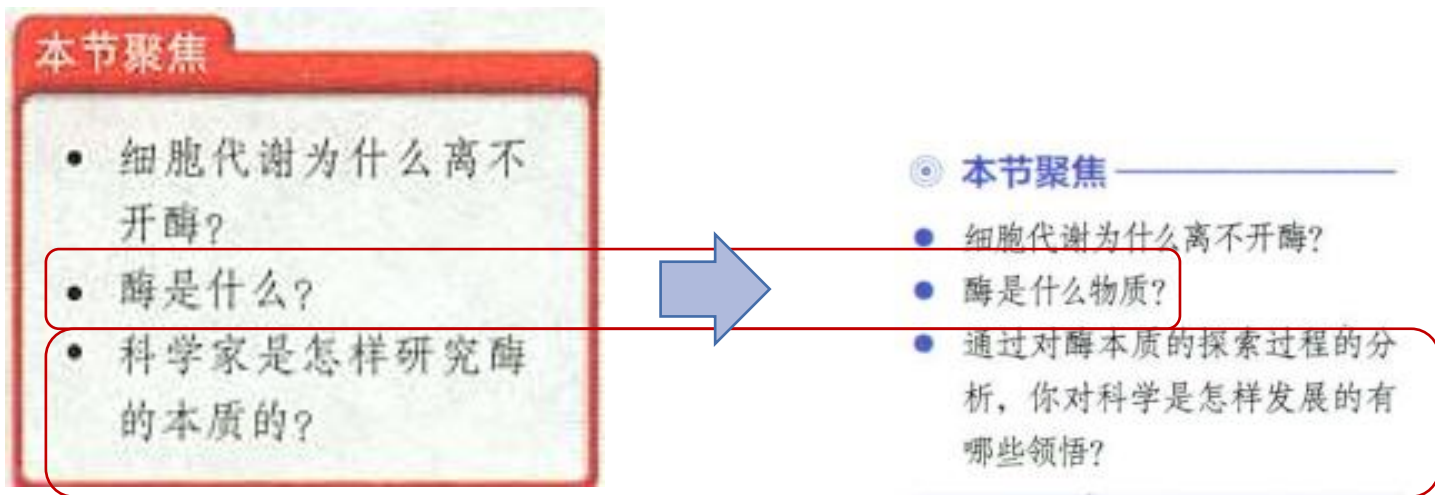 本节聚焦
• 细胞代谢为什么离不
开酶?
• 酶是什么?
• 科学家是怎样研究酶
的本质的?
本节聚焦
● 细胞代谢为什么离不开酶?
● 酶是什么物质?
● 通过对酶本质的探索过程的分
析，你对科学是怎样发展的有
哪些领悟?